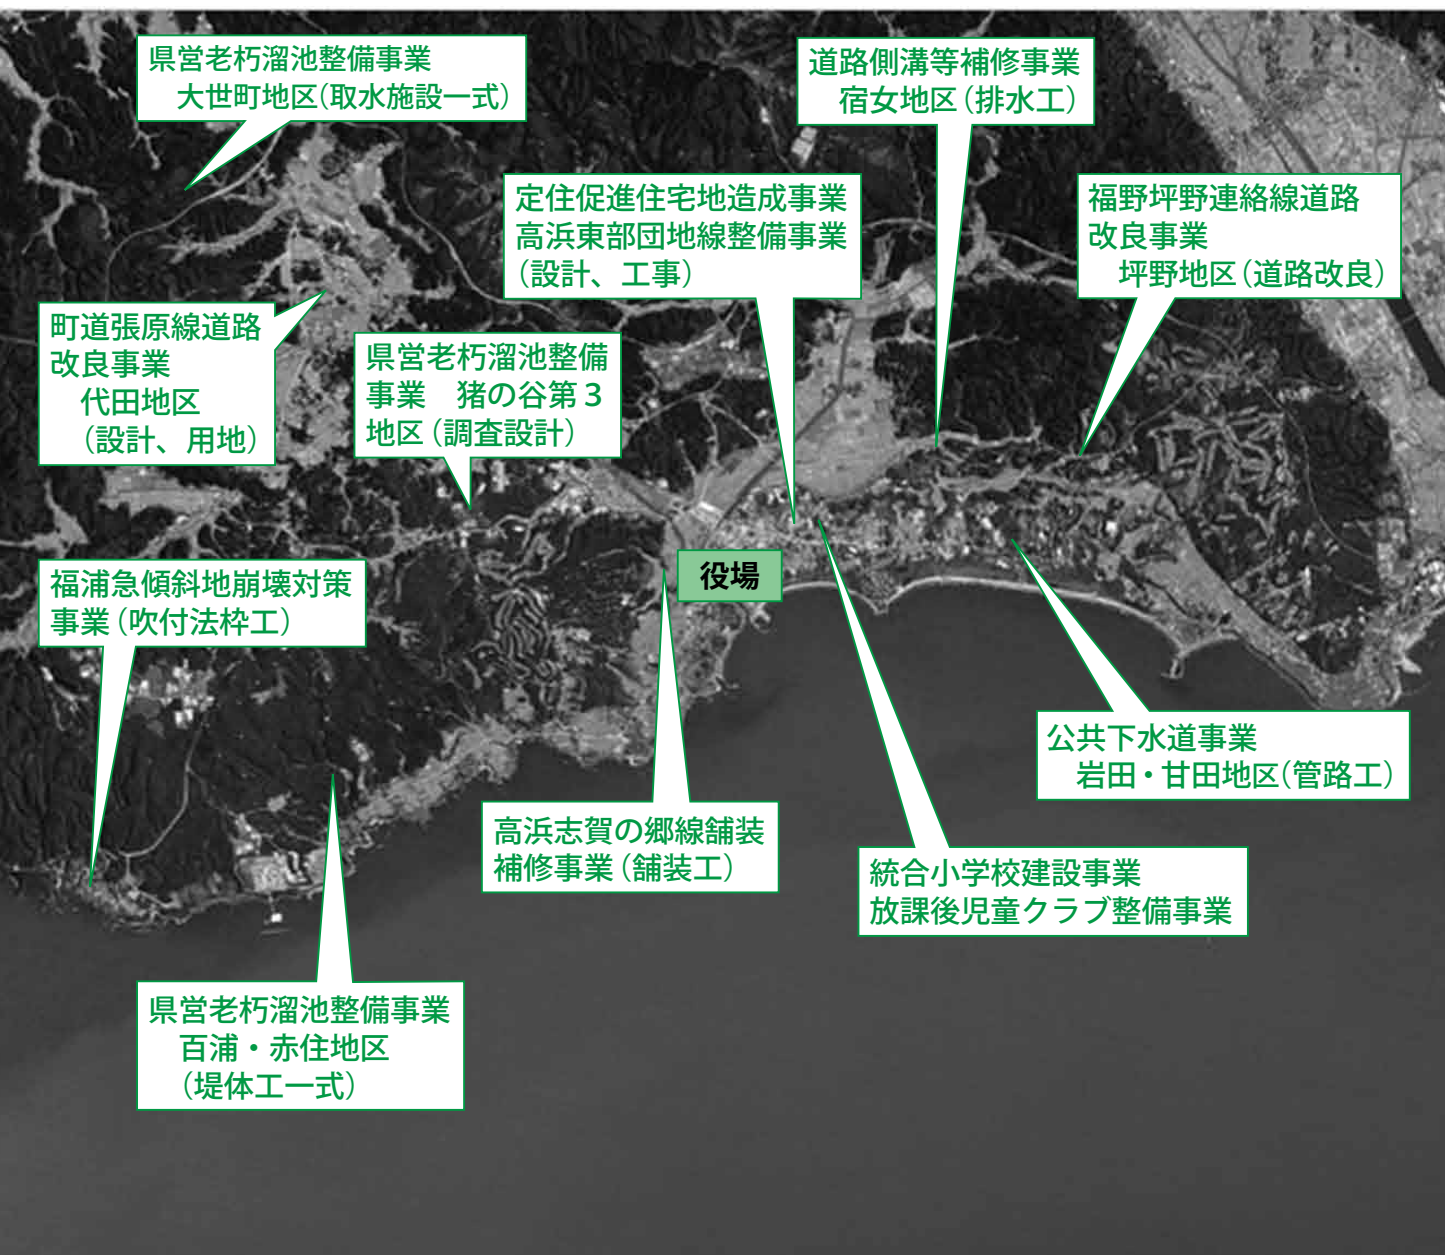 県営老朽溜池整備事業
大世町地区(取水施設一式)
道路側溝等補修事業
宿女地区(排水工)
定住促進住宅地造成事業
高浜東部団地線整備事業
(設計、工事)
福野坪野連絡線道路
改良事業
坪野地区(道路改良)
町道張原線道路
改良事業
代田地区
(設計、用地)
県営老朽溜池整備
事業　猪の谷第3
地区(調査設計)
福浦急傾斜地崩壊対策
事業(吹付法枠工)
役場
公共下水道事業
岩田・甘田地区(管路工)
高浜志賀の郷線舗装
補修事業(舗装工)
統合小学校建設事業
放課後児童クラブ整備事業
県営老朽溜池整備事業
百浦・赤住地区
(堤体工一式)